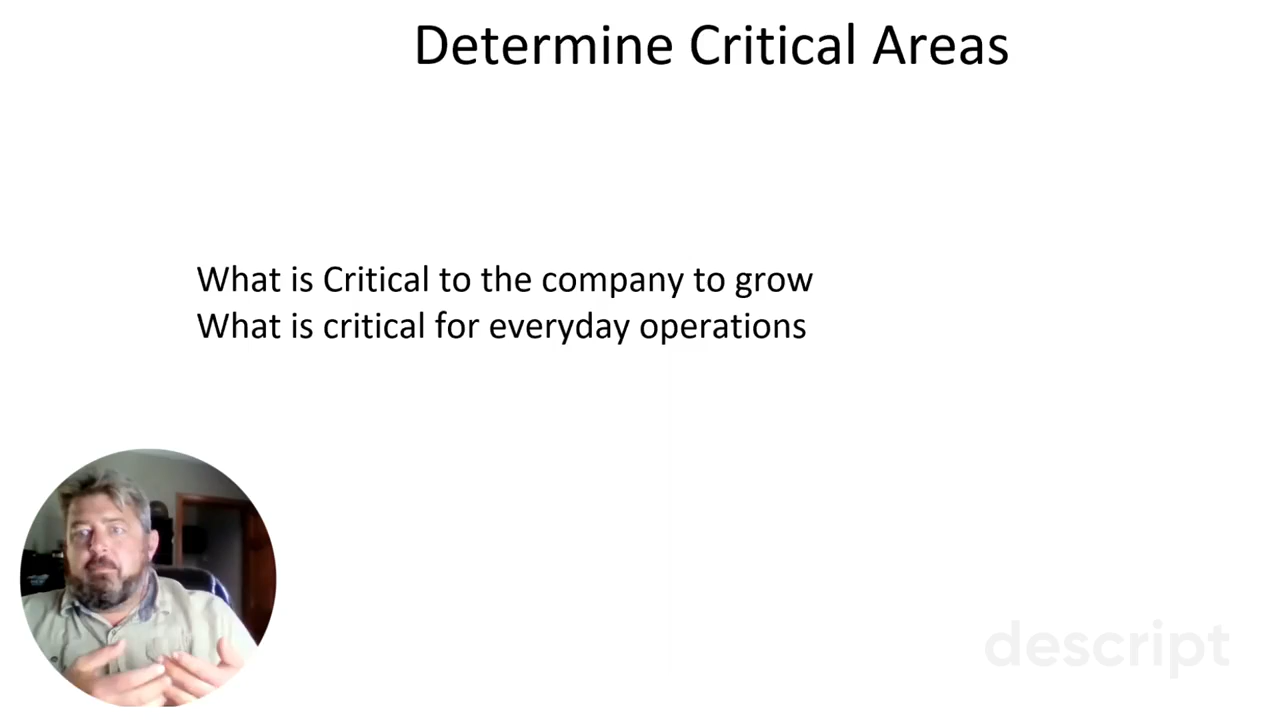 Determine Critical Areas
What is Critical to the company to grow
What is critical for everyday operations
descript